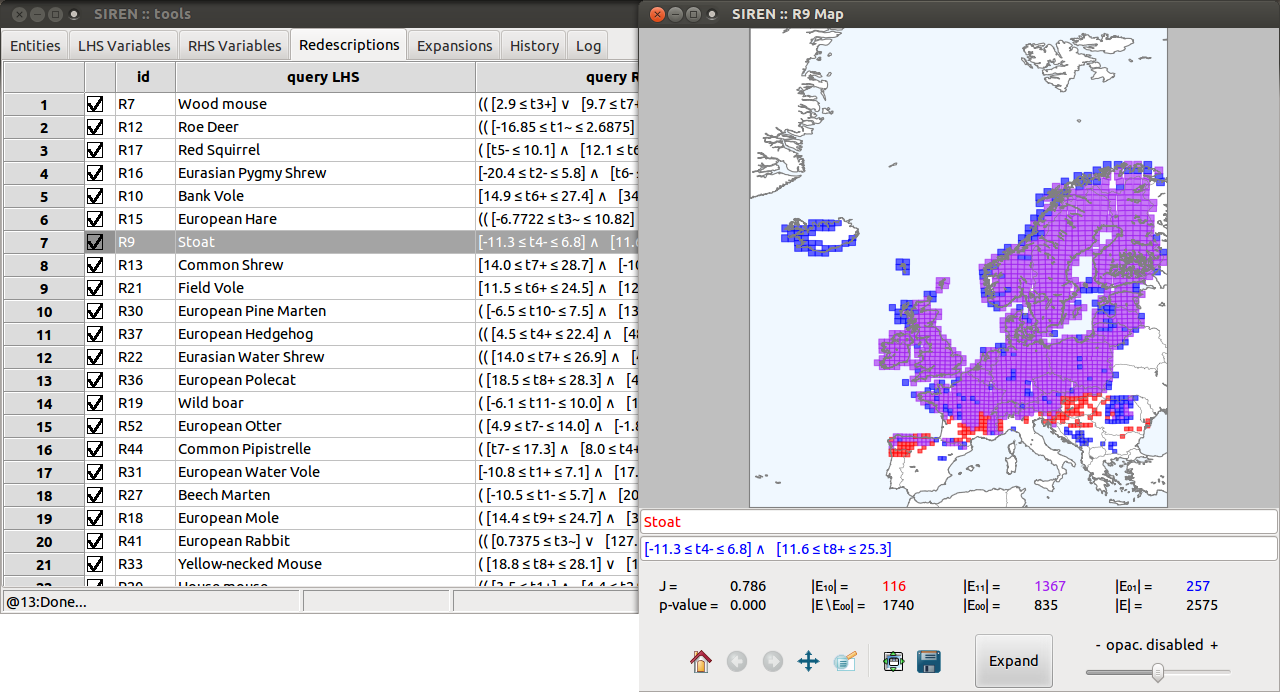 SIREN :: tools
Entities LHS Variables RHS Variables Redescriptions Expansions History Log
id query LHS query R
1 R7 Wood mouse (( [2.9 ≤ t3+] ∨ [9.7 ≤ t7+
2 R12 Roe Deer (( [-16.85 ≤ t1~ ≤ 2.6875]
3 R17 Red Squirrel ( [t5- ≤ 10.1] ∧ [12.1 ≤ t6
4 R16 Eurasian Pygmy Shrew [-20.4 ≤ t2- ≤ 5.8] ∧ [t6- ≤
5 R10 Bank Vole [14.9 ≤ t6+ ≤ 27.4] ∧ [34
6 R15 European Hare (( [-6.7722 ≤ t3~ ≤ 10.82]
7 R9 Stoat [-11.3 ≤ t4- ≤ 6.8] ∧ [11.6
8 R13 Common Shrew [14.0 ≤ t7+ ≤ 28.7] ∧ [-10
9 R21 Field Vole [11.5 ≤ t6+ ≤ 24.5] ∧ [12
10 R30 European Pine Marten ( [-6.5 ≤ t10- ≤ 7.5] ∧ [13
11 R37 European Hedgehog (( [4.5 ≤ t4+ ≤ 22.4] ∧ [48
12 R22 Eurasian Water Shrew (( [14.0 ≤ t7+ ≤ 26.9] ∧ [4
13 R36 European Polecat ( [18.5 ≤ t8+ ≤ 28.3] ∧ [4
14 R19 Wild boar ( [-6.1 ≤ t11- ≤ 10.0] ∧ [1
15 R52 European Otter ( [4.9 ≤ t7- ≤ 14.0] ∧ [-1.8
16 R44 Common Pipistrelle ( [t7- ≤ 17.3] ∧ [8.0 ≤ t4+
17 R31 European Water Vole [-10.8 ≤ t1+ ≤ 7.1] ∧ [17.
18 R27 Beech Marten ( [-10.5 ≤ t1- ≤ 5.7] ∧ [20
19 R18 European Mole ( [14.4 ≤ t9+ ≤ 24.7] ∧ [3
20 R41 European Rabbit (( [0.7375 ≤ t3~] ∨ [127.
21 R33 Yellow-necked Mouse ( [18.8 ≤ t8+ ≤ 28.1] ∨ [1
22 House mouse
@13:Done...
SIREN :: R9 Map
Stoat
[-11.3 ≤ t4- ≤ 6.8] ∧ [11.6 ≤ t8+ ≤ 25.3]
J = 0.786 |E₁₀| = 116 |E₁₁| = 1367 |E₀₁| = 257
p-value = 0.000 |E\E₀₀| = 1740 |E₀₀| = 835 |E| = 2575
Expand
- opac. disabled +